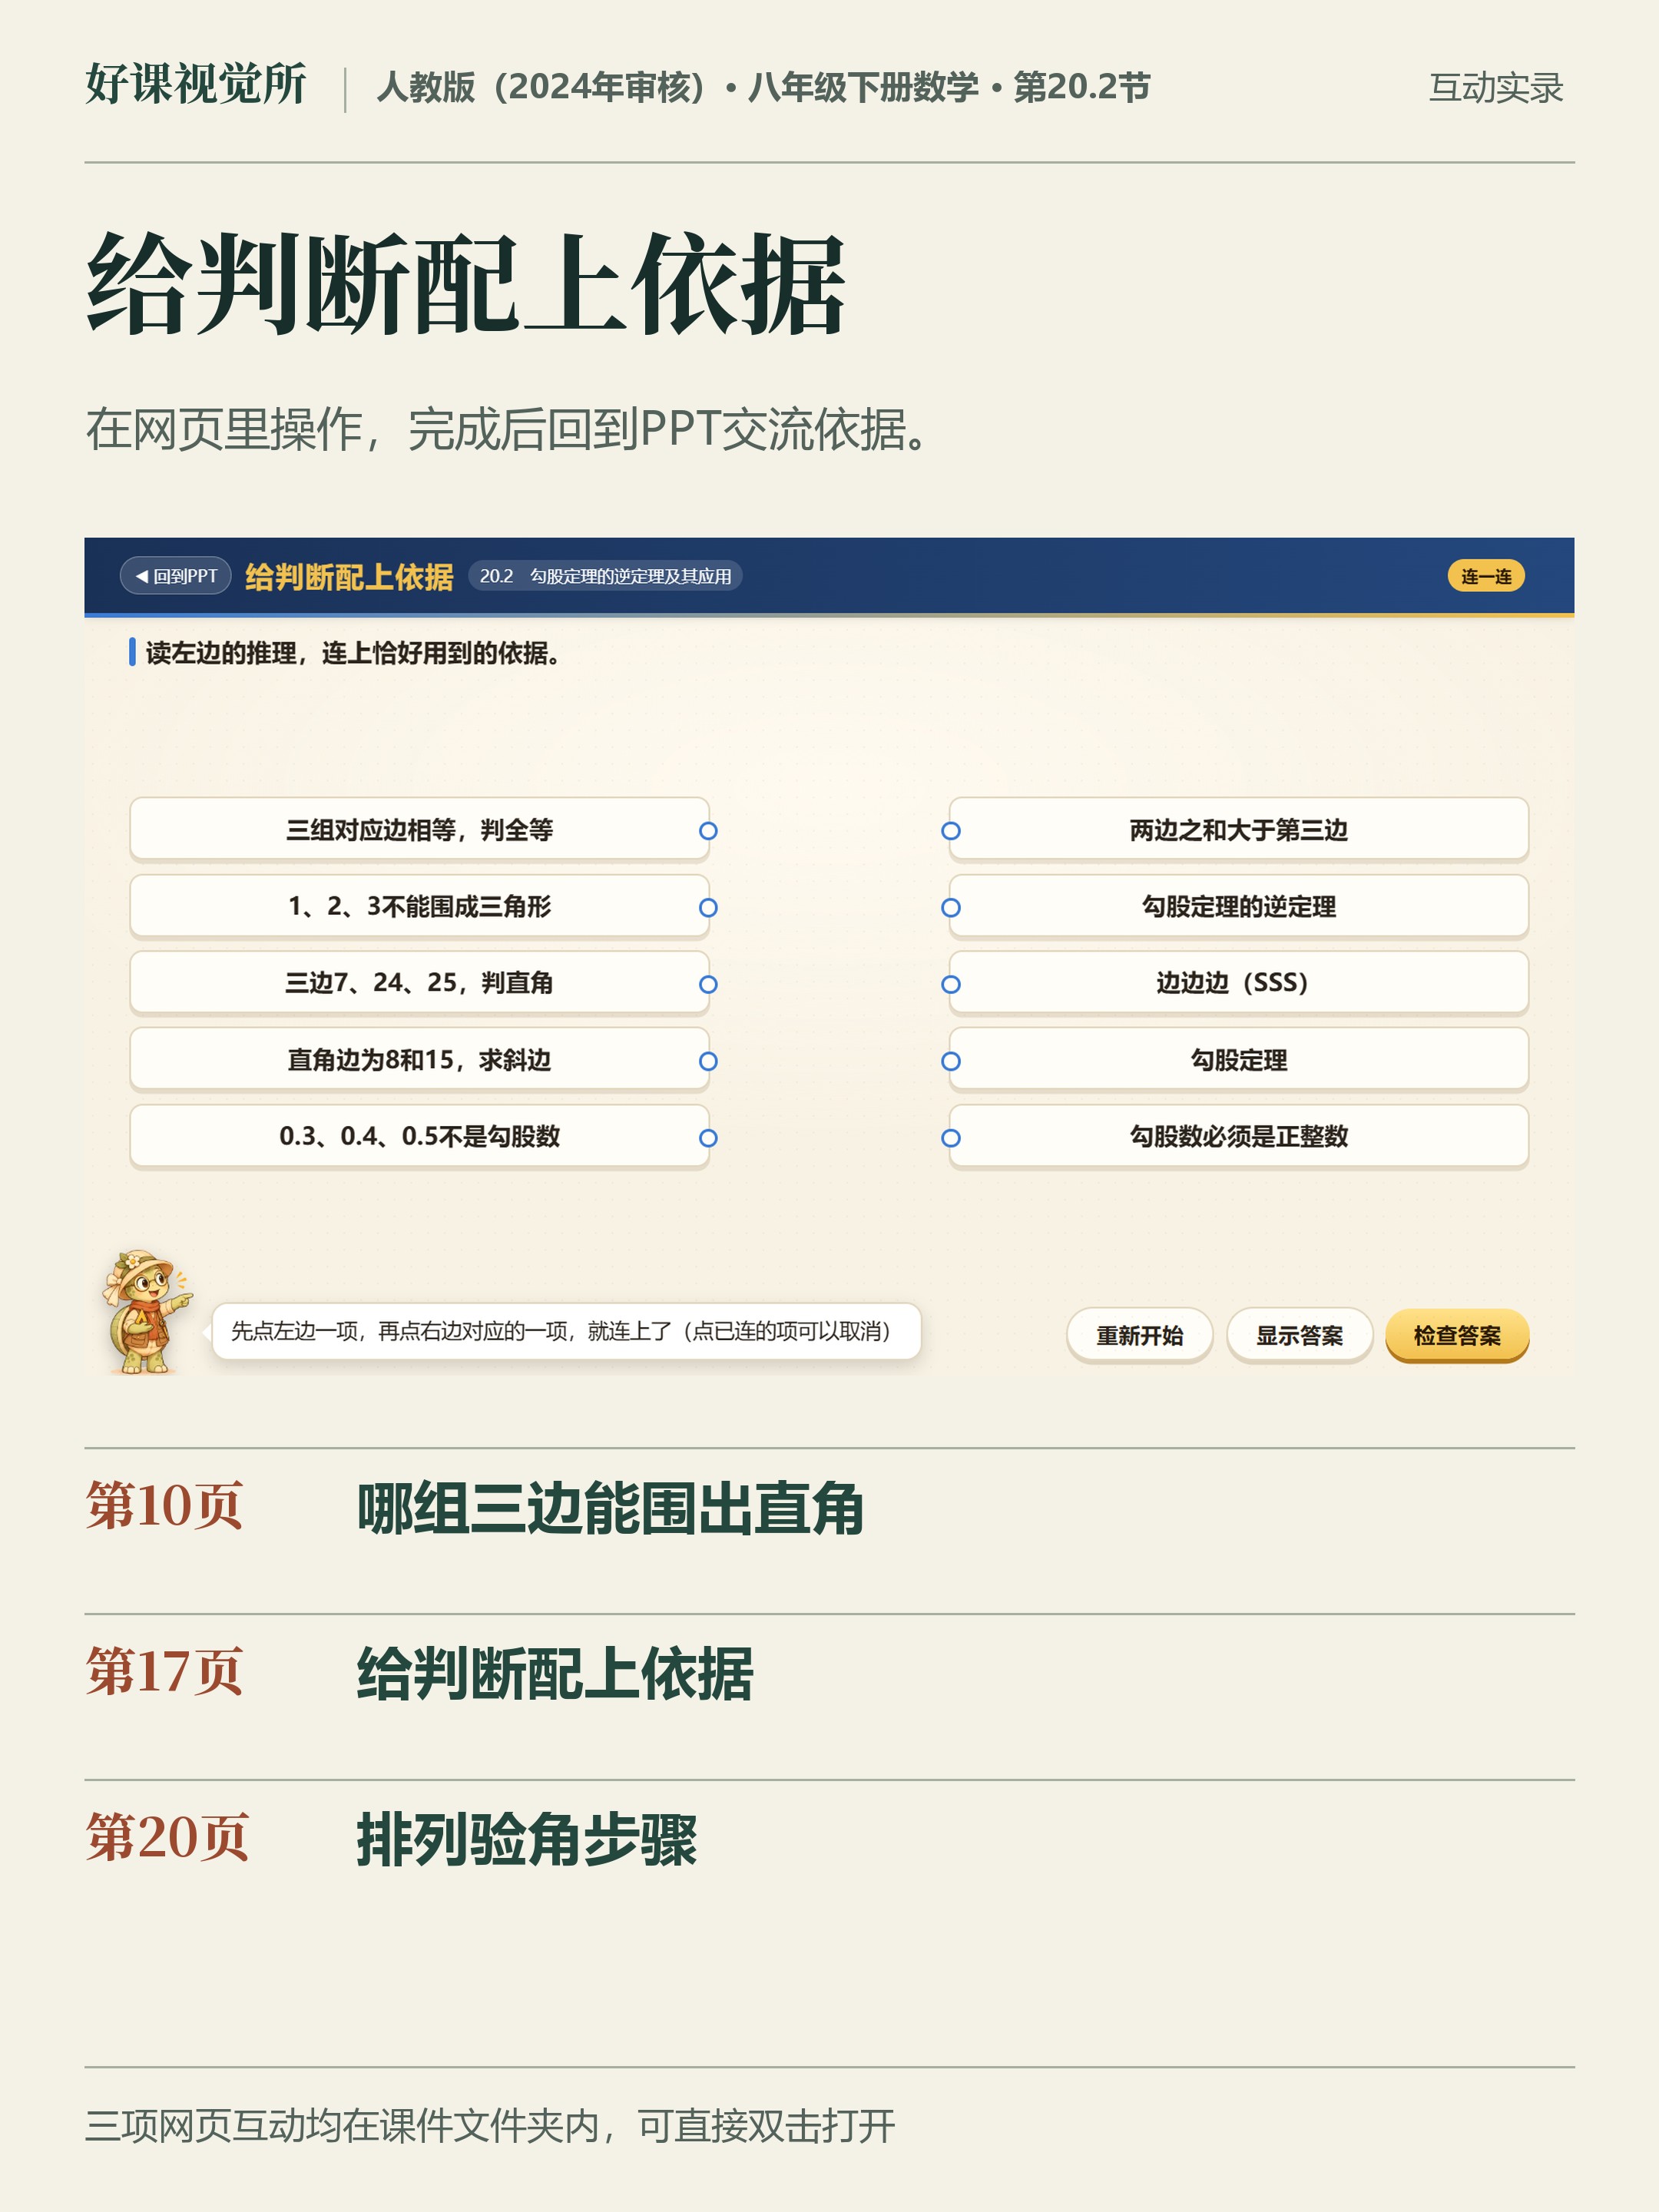 好课视觉所
人教版（2024年审核）• 八年级下册数学 • 第20.2节
互动实录
给判断配上依据
在网页里操作，完成后回到PPT交流依据。
◀ 回到PPT
给判断配上依据
20.2 勾股定理的逆定理及其应用
连一连
读左边的推理，连上恰好用到的依据。
三组对应边相等，判全等
两边之和大于第三边
1、2、3不能围成三角形
勾股定理的逆定理
三边7、24、25，判直角
边边边（SSS）
直角边为8和15，求斜边
勾股定理
0.3、0.4、0.5不是勾股数
勾股数必须是正整数
先点左边一项，再点右边对应的一项，就连上了（点已连的项可以取消）
重新开始
显示答案
检查答案
第10页 哪组三边能围出直角
第17页 给判断配上依据
第20页 排列验角步骤
三项网页互动均在课件文件夹内，可直接双击打开